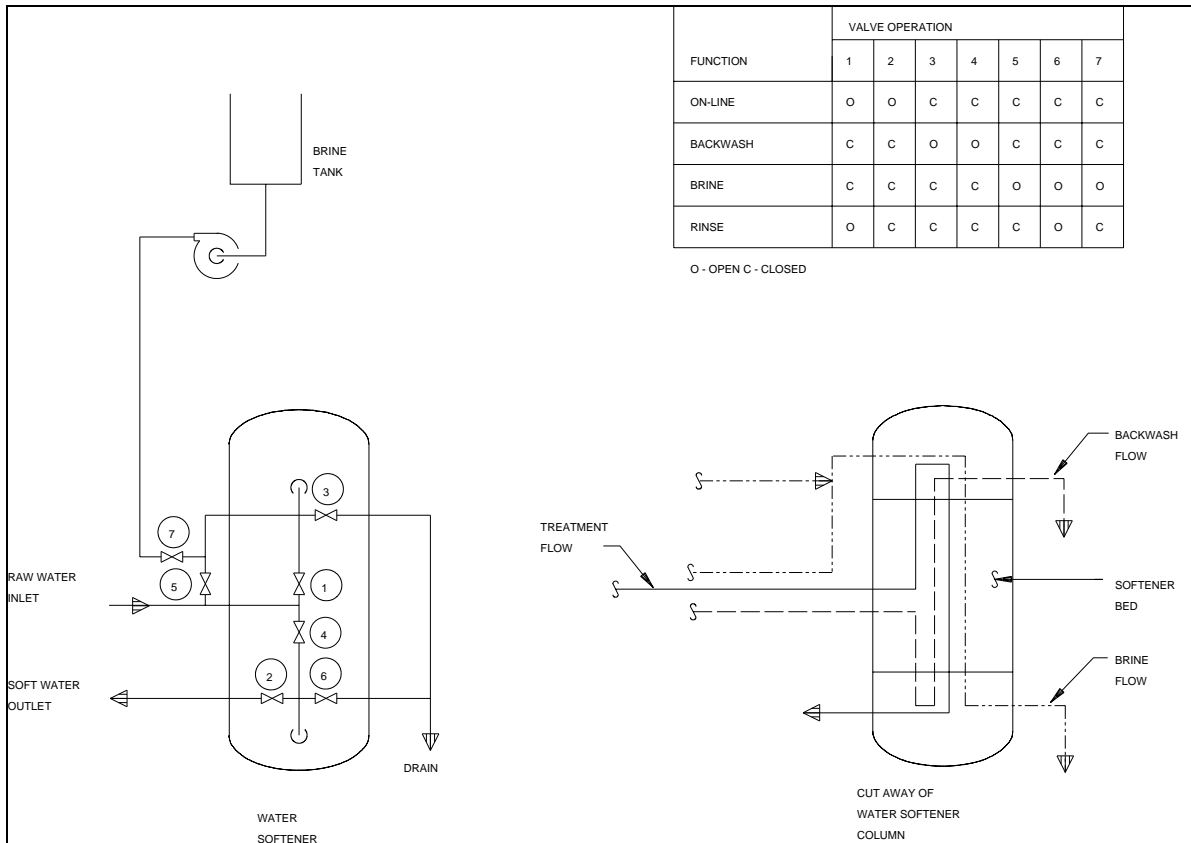 VALVE OPERATION
FUNCTION 1 2 3 4 5 6 7
ON-LINE O O C C C C C
BACKWASH C C O O C C C
BRINE C C C C O O O
RINSE O C C C C O C
O - OPEN C - CLOSED
BRINE
TANK
3
7
5
1
4
2
6
RAW WATER
INLET
SOFT WATER
OUTLET
DRAIN
WATER
SOFTENER
BACKWASH
FLOW
TREATMENT
FLOW
SOFTENER
BED
BRINE
FLOW
CUT AWAY OF
WATER SOFTENER
COLUMN